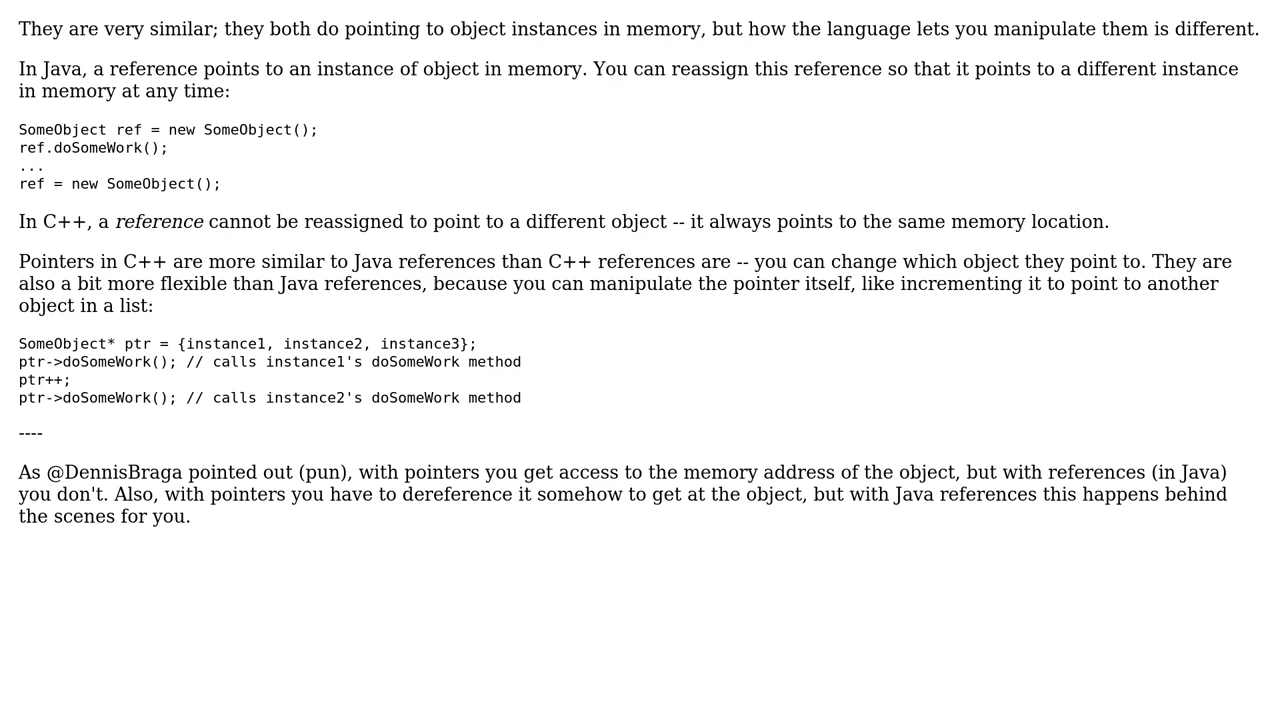 They are very similar; they both do pointing to object instances in memory, but how the language lets you manipulate them is different.
In Java, a reference points to an instance of object in memory. You can reassign this reference so that it points to a different instance
in memory at any time:
SomeObject ref = new SomeObject();
ref.doSomeWork();
...
ref = new SomeObject();
In C++, a reference cannot be reassigned to point to a different object -- it always points to the same memory location.
Pointers in C++ are more similar to Java references than C++ references are -- you can change which object they point to. They are
also a bit more flexible than Java references, because you can manipulate the pointer itself, like incrementing it to point to another
object in a list:
SomeObject* ptr = {instance1, instance2, instance3};
ptr->doSomeWork(); // calls instance1's doSomeWork method
ptr++;
ptr->doSomeWork(); // calls instance2's doSomeWork method
----
As @DennisBraga pointed out (pun), with pointers you get access to the memory address of the object, but with references (in Java)
you don't. Also, with pointers you have to dereference it somehow to get at the object, but with Java references this happens behind
the scenes for you.